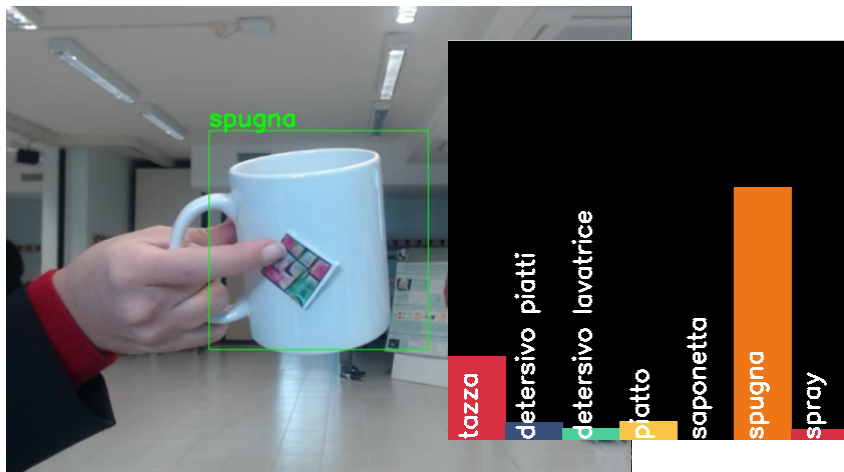 spugna
tazza
detersivo piatti
detersivo lavatrice
piatto
saponetta
spugna
spray